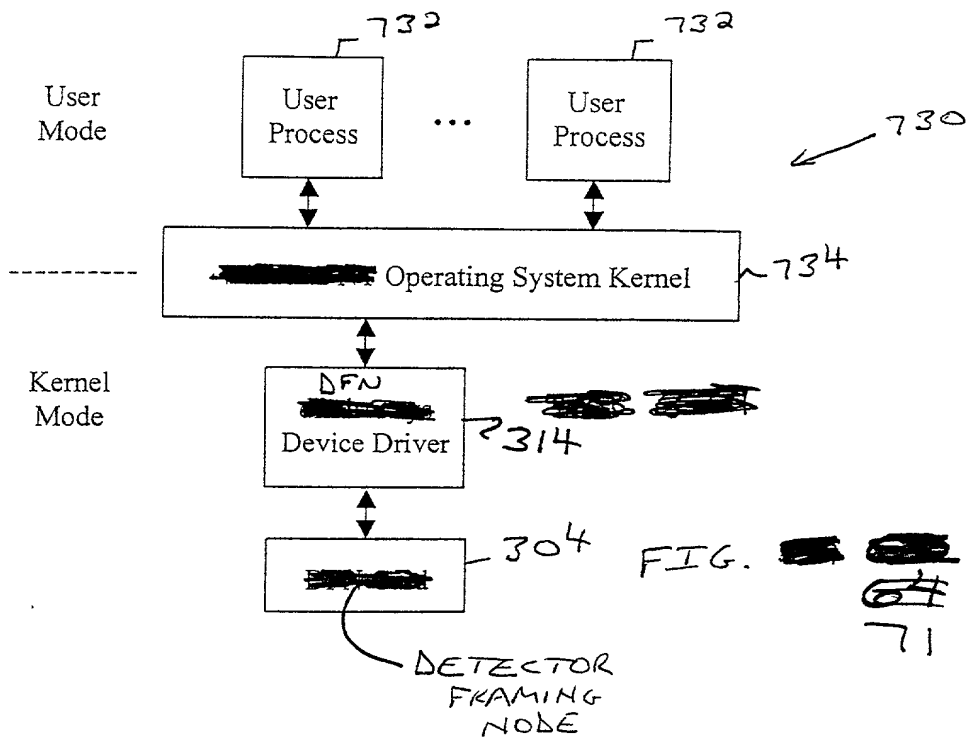 732
732
User
Mode
User
Process
...
User
Process
730
Operating System Kernel
734
Kernel
Mode
DFN
Device Driver
314
304
FIG.
64
71
DETECTOR
FRAMING
NODE